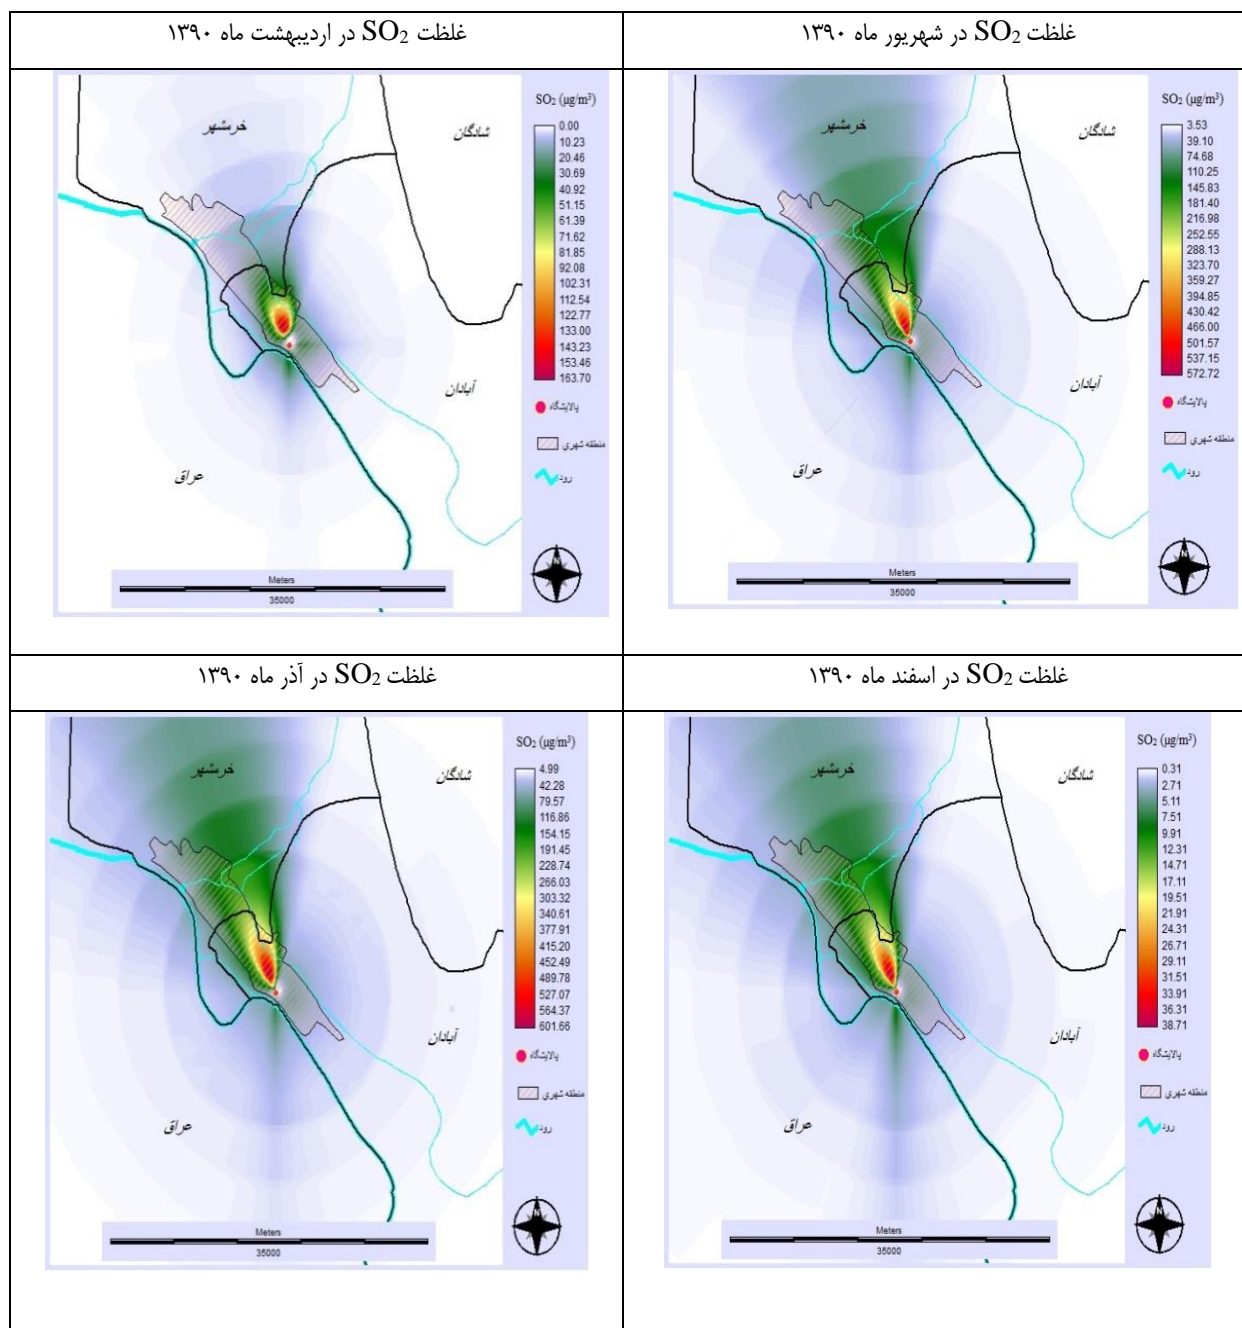 غلظت SO2 در اردیبهشت ماه ۱۳۹۰
غلظت SO2 در شهریور ماه ۱۳۹۰
خرمشهر
شادگان
آبادان
عراق
SO2 (µg/m³)
0.00
10.23
20.46
30.69
40.92
51.15
61.39
71.62
81.85
92.08
102.31
112.54
122.77
133.00
143.23
153.46
163.70
پالایشگاه
منطقه شهری
رود
N
Meters
35000
خرمشهر
شادگان
آبادان
عراق
SO2 (µg/m³)
3.53
39.10
74.68
110.25
145.83
181.40
216.98
252.55
288.13
323.70
359.27
394.85
430.42
466.00
501.57
537.15
572.72
پالایشگاه
منطقه شهری
رود
N
Meters
35000
غلظت SO2 در آذر ماه ۱۳۹۰
غلظت SO2 در اسفند ماه ۱۳۹۰
خرمشهر
شادگان
آبادان
عراق
SO2 (µg/m³)
4.99
42.28
79.57
116.86
154.15
191.45
228.74
266.03
303.32
340.61
377.91
415.20
452.49
489.78
527.07
564.37
601.66
پالایشگاه
منطقه شهری
رود
N
Meters
35000
خرمشهر
شادگان
آبادان
عراق
SO2 (µg/m³)
0.31
2.71
5.11
7.51
9.91
12.31
14.71
17.11
19.51
21.91
24.31
26.71
29.11
31.51
33.91
36.31
38.71
پالایشگاه
منطقه شهری
رود
N
Meters
35000